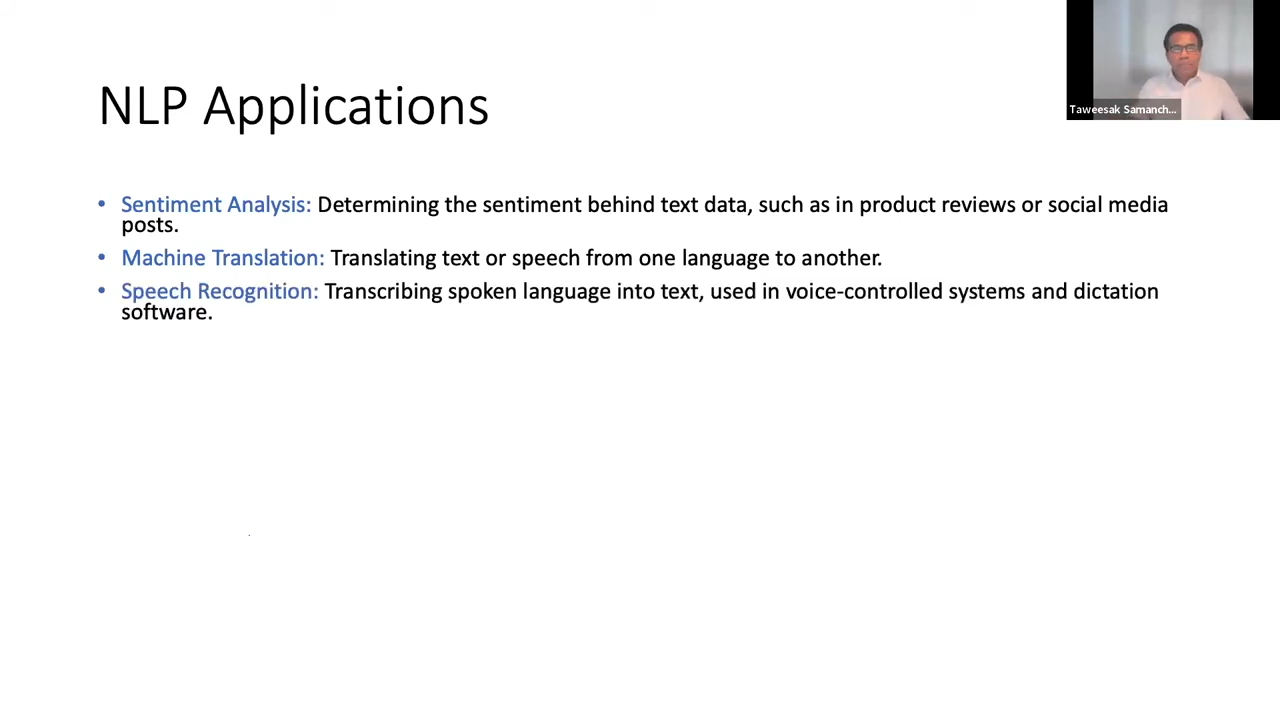 NLP Applications
Taweesak Samanch...
• Sentiment Analysis: Determining the sentiment behind text data, such as in product reviews or social media
posts.
• Machine Translation: Translating text or speech from one language to another.
• Speech Recognition: Transcribing spoken language into text, used in voice-controlled systems and dictation
software.